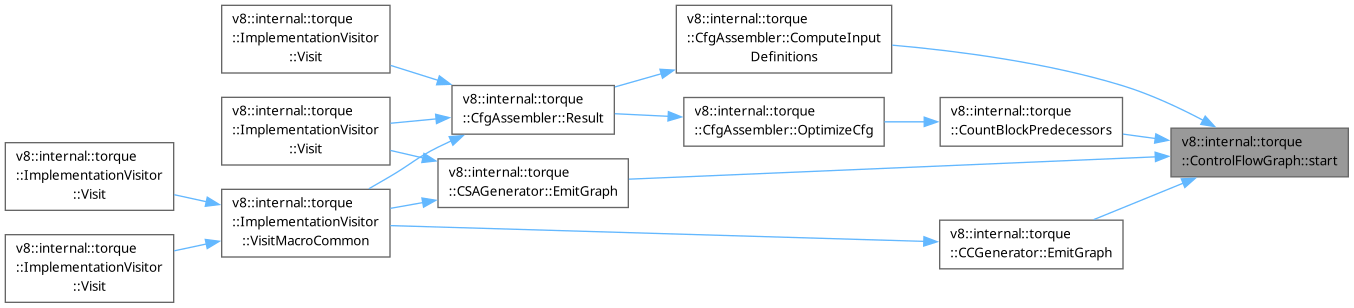 v8::internal::torque
::ImplementationVisitor
::Visit
v8::internal::torque
::ImplementationVisitor
::Visit
v8::internal::torque
::ImplementationVisitor
::Visit
v8::internal::torque
::ImplementationVisitor
::Visit
v8::internal::torque
::ImplementationVisitor
::VisitMacroCommon
v8::internal::torque
::CfgAssembler::Result
v8::internal::torque
::CSAGenerator::EmitGraph
v8::internal::torque
::CfgAssembler::ComputeInput
Definitions
v8::internal::torque
::CfgAssembler::OptimizeCfg
v8::internal::torque
::CountBlockPredecessors
v8::internal::torque
::CCGenerator::EmitGraph
v8::internal::torque
::ControlFlowGraph::start